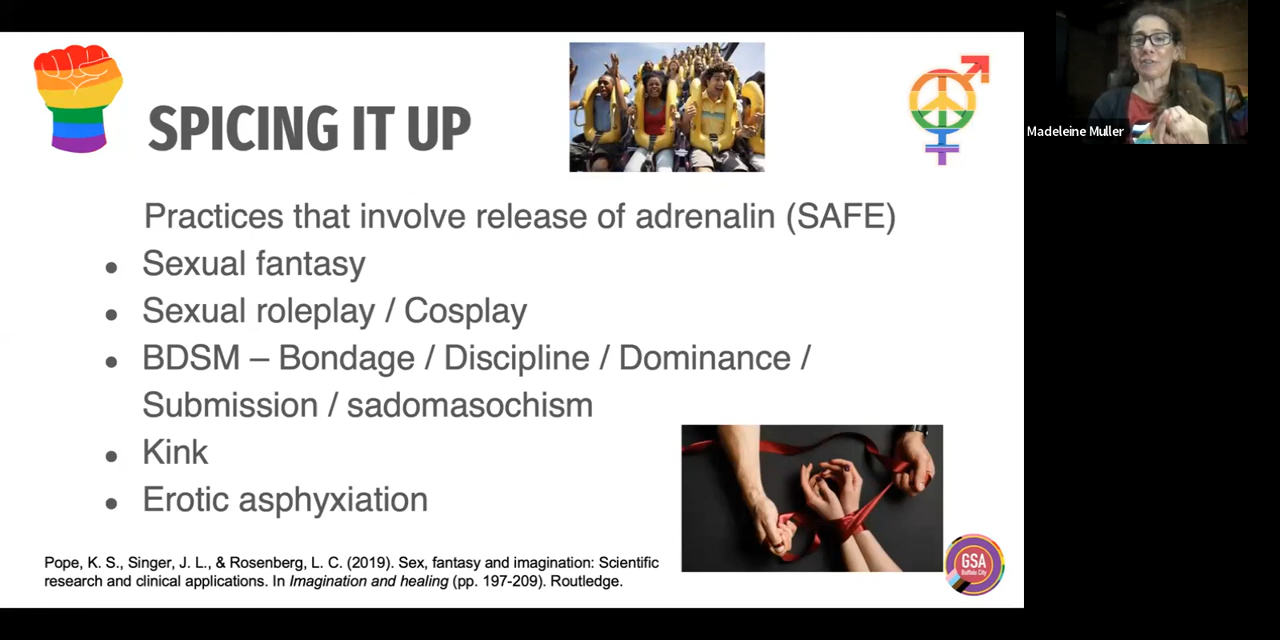 SPICING IT UP
Madeleine Muller
Practices that involve release of adrenalin (SAFE)
• Sexual fantasy
• Sexual roleplay / Cosplay
• BDSM – Bondage / Discipline / Dominance /
Submission / sadomasochism
• Kink
• Erotic asphyxiation
Pope, K. S., Singer, J. L., & Rosenberg, L. C. (2019). Sex, fantasy and imagination: Scientific
research and clinical applications. In Imagination and healing (pp. 197-209). Routledge.
GSA
Buffalo City